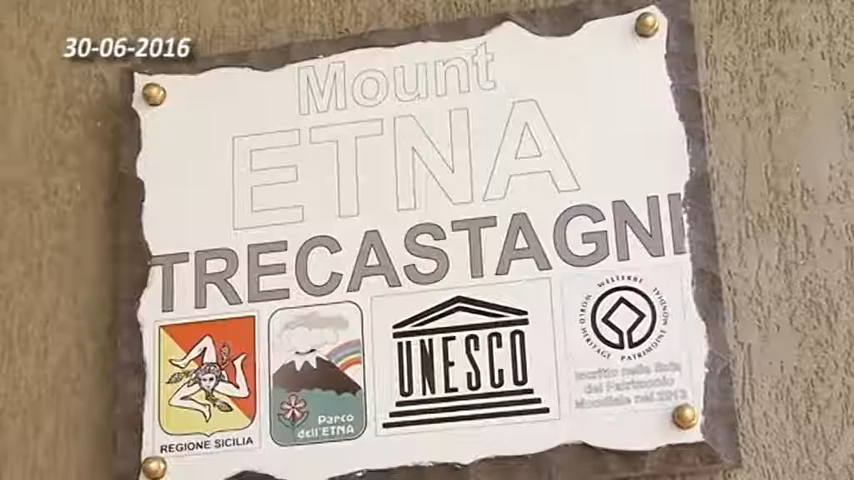 30-06-2016
Mount
ETNA
TRECASTAGNI
REGIONE SICILIA
Parco
dell'ETNA
UNESCO
WORLD HERITAGE PATRIMOINE MONDIAL
Iscritto nella lista
del Patrimonio
Mondiale nel 2013